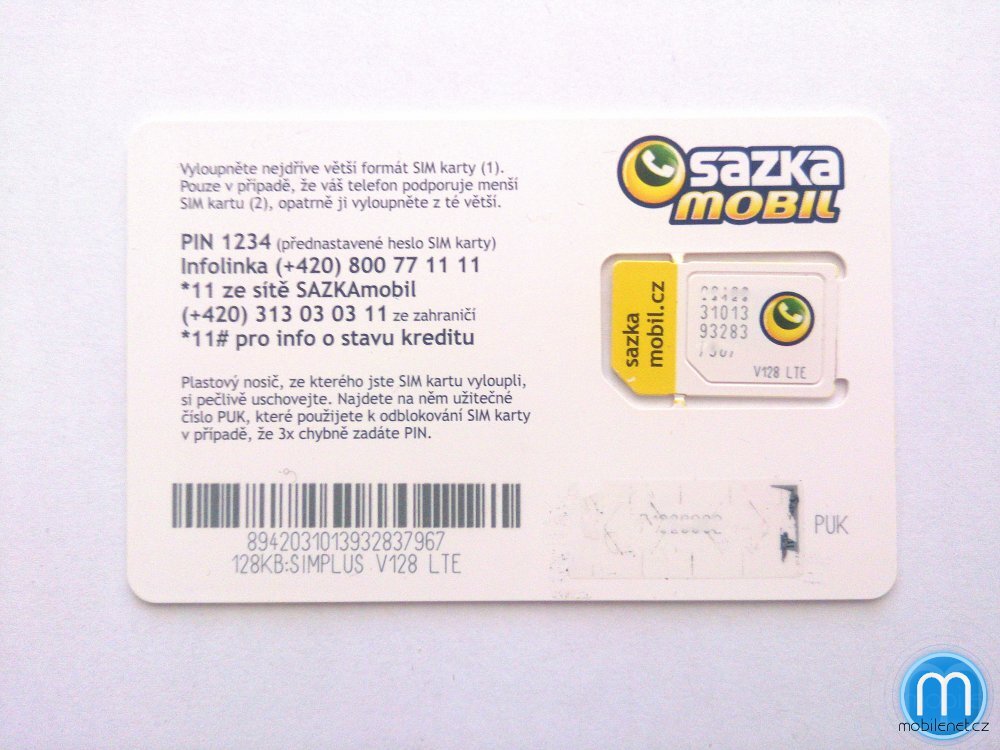 Vyloupněte nejdříve větší formát SIM karty (1).
Pouze v případě, že váš telefon podporuje menší
SIM kartu (2), opatrně ji vyloupněte z té větší.
PIN 1234 (přednastavené heslo SIM karty)
Infolinka (+420) 800 77 11 11
*11 ze sítě SAZKAmobil
(+420) 313 03 03 11 ze zahraničí
*11# pro info o stavu kreditu
Plastový nosič, ze kterého jste SIM kartu vyloupli,
si pečlivě uschovejte. Najdete na něm užitečné
číslo PUK, které použijete k odblokování SIM karty
v případě, že 3x chybně zadáte PIN.
8942031013932837967
128KB:SIMPLUS V128 LTE
sazka
MOBIL
sazka
mobil.cz
31013
93283
V128 LTE
PUK
m
mobilenet.cz